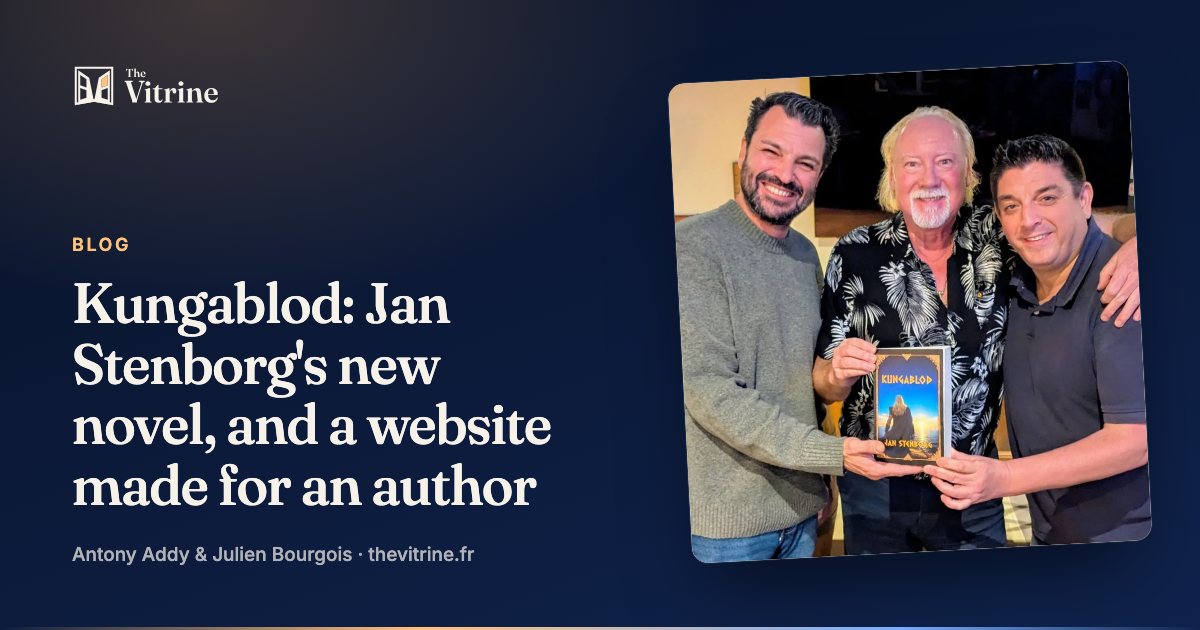 The
Vitrine
BLOG
Kungablod: Jan
Stenborg's new
novel, and a website
made for an author
Antony Addy & Julien Bourgois · thevitrine.fr
KUNGABLOD
JAN STENBORG